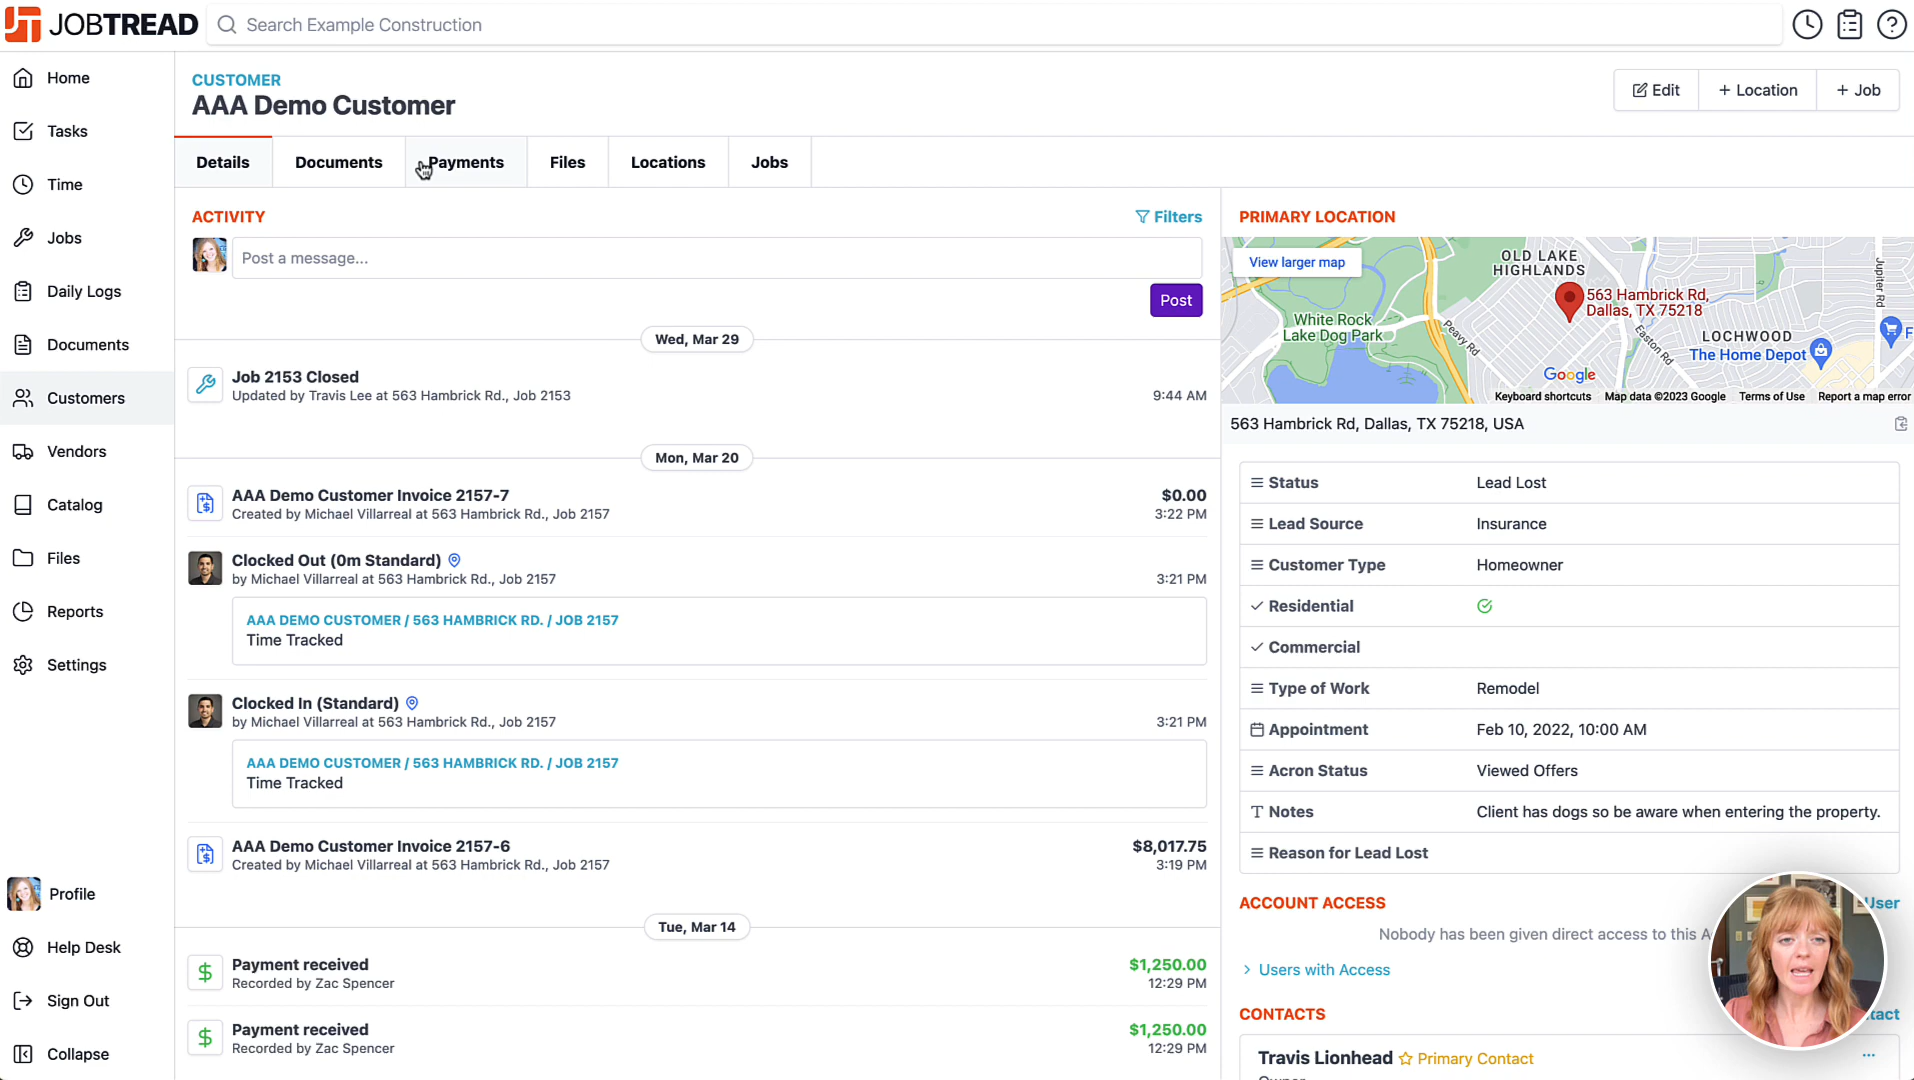 JOBTREAD
Search Example Construction
Home
Tasks
Time
Jobs
Daily Logs
Documents
Customers
Vendors
Catalog
Files
Reports
Settings
Profile
Help Desk
Sign Out
Collapse
CUSTOMER
AAA Demo Customer
Edit
+ Location
+ Job
Details
Documents
Payments
Files
Locations
Jobs
ACTIVITY
Filters
Post a message...
Post
Wed, Mar 29
Job 2153 Closed
Updated by Travis Lee at 563 Hambrick Rd., Job 2153
9:44 AM
Mon, Mar 20
AAA Demo Customer Invoice 2157-7
$0.00
Created by Michael Villarreal at 563 Hambrick Rd., Job 2157
3:22 PM
Clocked Out (0m Standard)
by Michael Villarreal at 563 Hambrick Rd., Job 2157
3:21 PM
AAA DEMO CUSTOMER / 563 HAMBRICK RD. / JOB 2157
Time Tracked
Clocked In (Standard)
by Michael Villarreal at 563 Hambrick Rd., Job 2157
3:21 PM
AAA DEMO CUSTOMER / 563 HAMBRICK RD. / JOB 2157
Time Tracked
AAA Demo Customer Invoice 2157-6
$8,017.75
Created by Michael Villarreal at 563 Hambrick Rd., Job 2157
3:19 PM
Tue, Mar 14
Payment received
$1,250.00
Recorded by Zac Spencer
12:29 PM
Payment received
$1,250.00
Recorded by Zac Spencer
12:29 PM
PRIMARY LOCATION
View larger map
OLD LAKE
HIGHLANDS
563 Hambrick Rd,
Dallas, TX 75218
White Rock
Lake Dog Park
Peavy Rd
Easton Rd
Jupiter Rd
LOCHWOOD
The Home Depot
F
Google
Keyboard shortcuts
Map data ©2023 Google
Terms of Use
Report a map error
563 Hambrick Rd, Dallas, TX 75218, USA
Status
Lead Lost
Lead Source
Insurance
Customer Type
Homeowner
Residential
Commercial
Type of Work
Remodel
Appointment
Feb 10, 2022, 10:00 AM
Acron Status
Viewed Offers
Notes
Client has dogs so be aware when entering the property.
Reason for Lead Lost
ACCOUNT ACCESS
User
Nobody has been given direct access to this A
Users with Access
CONTACTS
tact
Travis Lionhead
Primary Contact